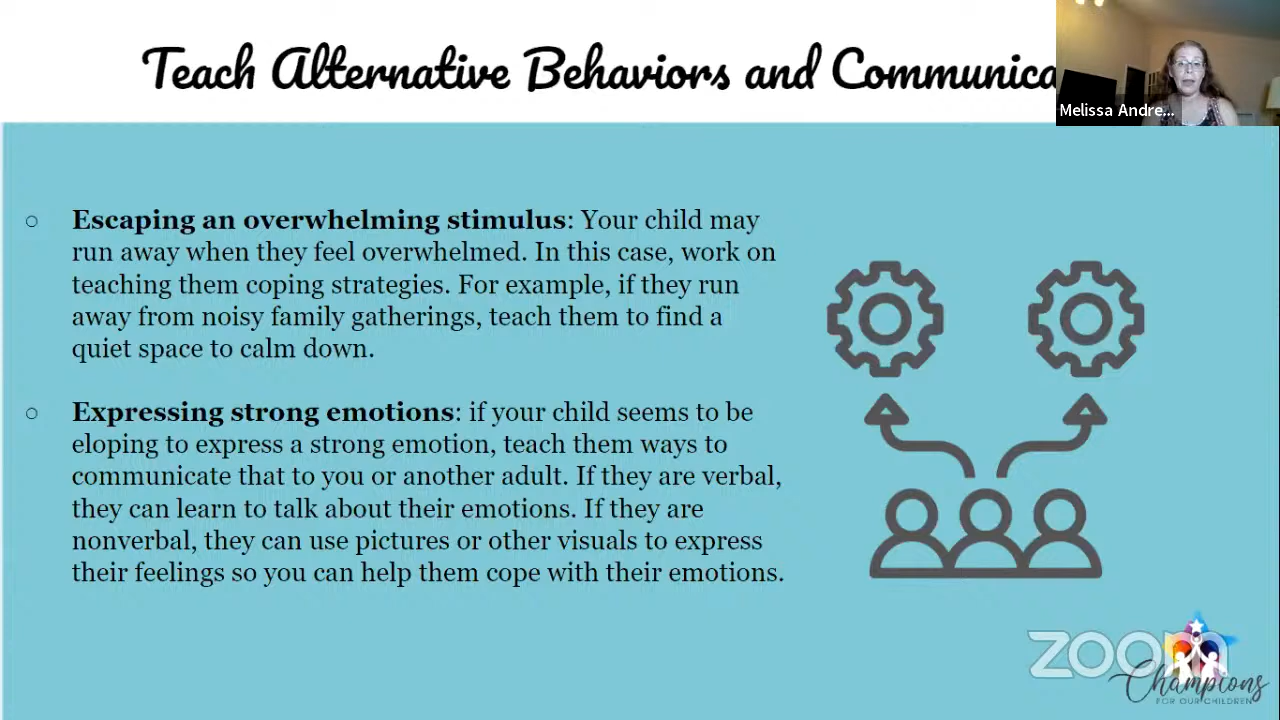 Teach Alternative Behaviors and Communica
Melissa Andre...
○ Escaping an overwhelming stimulus: Your child may
run away when they feel overwhelmed. In this case, work on
teaching them coping strategies. For example, if they run
away from noisy family gatherings, teach them to find a
quiet space to calm down.
○ Expressing strong emotions: if your child seems to be
eloping to express a strong emotion, teach them ways to
communicate that to you or another adult. If they are verbal,
they can learn to talk about their emotions. If they are
nonverbal, they can use pictures or other visuals to express
their feelings so you can help them cope with their emotions.
zoom
Champions
FOR OUR CHILDREN